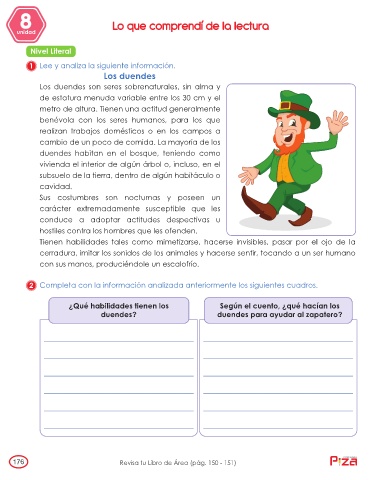 8
unidad
Lo que comprendí de la lectura
Nivel Literal
1 Lee y analiza la siguiente información.
Los duendes
Los duendes son seres sobrenaturales, sin alma y
de estatura menuda variable entre los 30 cm y el
metro de altura. Tienen una actitud generalmente
benévola con los seres humanos, para los que
realizan trabajos domésticos o en los campos a
cambio de un poco de comida. La mayoría de los
duendes habitan en el bosque, teniendo como
vivienda el interior de algún árbol o, incluso, en el
subsuelo de la tierra, dentro de algún habitáculo o
cavidad.
Sus costumbres son nocturnas y poseen un
carácter extremadamente susceptible que les
conduce a adoptar actitudes despectivas u
hostiles contra los hombres que les ofenden.
Tienen habilidades tales como mimetizarse, hacerse invisibles, pasar por el ojo de la
cerradura, imitar los sonidos de los animales y hacerse sentir, tocando a un ser humano
con sus manos, produciéndole un escalofrío.
2 Completa con la información analizada anteriormente los siguientes cuadros.
¿Qué habilidades tienen los
duendes?
Según el cuento, ¿qué hacían los
duendes para ayudar al zapatero?
176
Revisa tu Libro de Área (pág. 150 - 151)
Piza